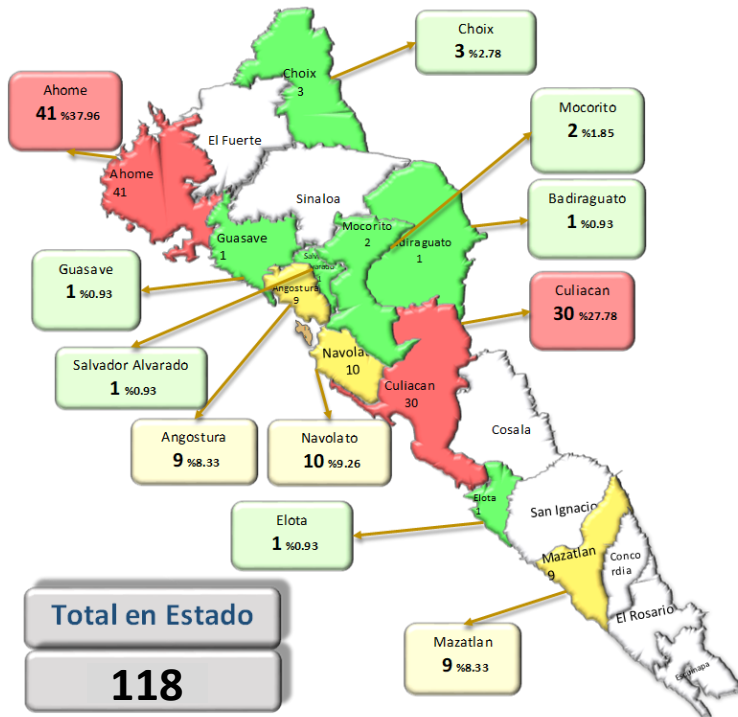 Choix
3 %2.78
Ahome
41 %37.96
Choix
3
Mocorito
2 %1.85
El Fuerte
Ahome
41
Sinaloa
Badiraguato
1 %0.93
Mocorito
2
diraguato
1
Guasave
1
Guasave
1 %0.93
Angostura
9
Culiacan
30 %27.78
Salvador Alvarado
1 %0.93
Navolato
10
Culiacan
30
Angostura
9 %8.33
Navolato
10 %9.26
Cosala
Elota
1
San Ignacio
Elota
1 %0.93
Mazatlan
9
Conco
rdia
El Rosario
Escuinapa
Mazatlan
9 %8.33
Total en Estado
118